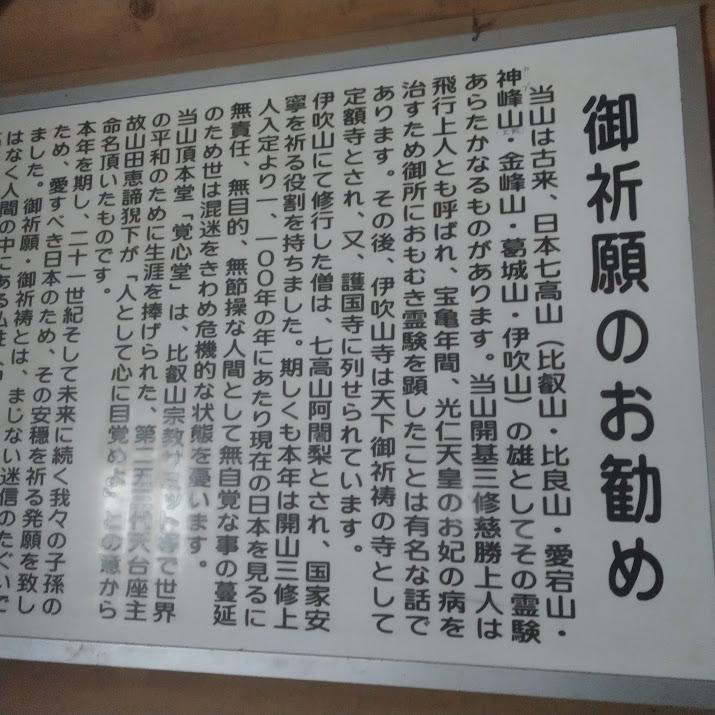 御祈願のお勧め
当山は古来、日本七高山（比叡山・比良山・愛宕山・
神峰山・金峰山・葛城山・伊吹山）の雄としてその霊験
あらたかなるものがあります。当山開基三修慈勝上人は
飛行上人とも呼ばれ、宝亀年間、光仁天皇のお妃の病を
治すため御所におもむき霊験を顕したことは有名な話で
あります。その後、伊吹山寺は天下御祈祷の寺として
定額寺とされ、又、護国寺に列せられています。
伊吹山にて修行した僧は、七高山阿闍梨とされ、国家安
寧を祈る役割を持ちました。期しくも本年は開山三修上
人入定より一、一〇〇年の年にあたり現在の日本を見るに
無責任、無目的、無節操な人間として無自覚な事の蔓延
のため世は混迷をきわめ危機的な状態を憂います。
当山頂本堂「覚心堂」は、比叡山宗教サミット等で世界
の平和のために生涯を捧げられた、第二五三代天台座主
故山田恵諦猊下が「人として心に目覚めよ」との意から
命名頂いたものです。
本年を期し、二十一世紀そして未来に続く我々の子孫の
ため、愛すべき日本のため、その安穏を祈る発願を致し
ました。御祈願・御祈祷とは、まじない迷信のたぐいで
はなく人間の中にある仏性